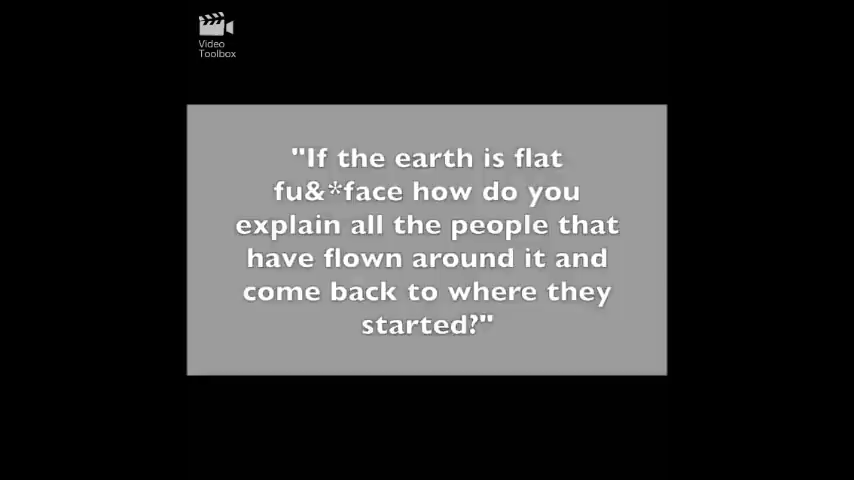 Video
Toolbox
"If the earth is flat
fu&*face how do you
explain all the people that
have flown around it and
come back to where they
started?"